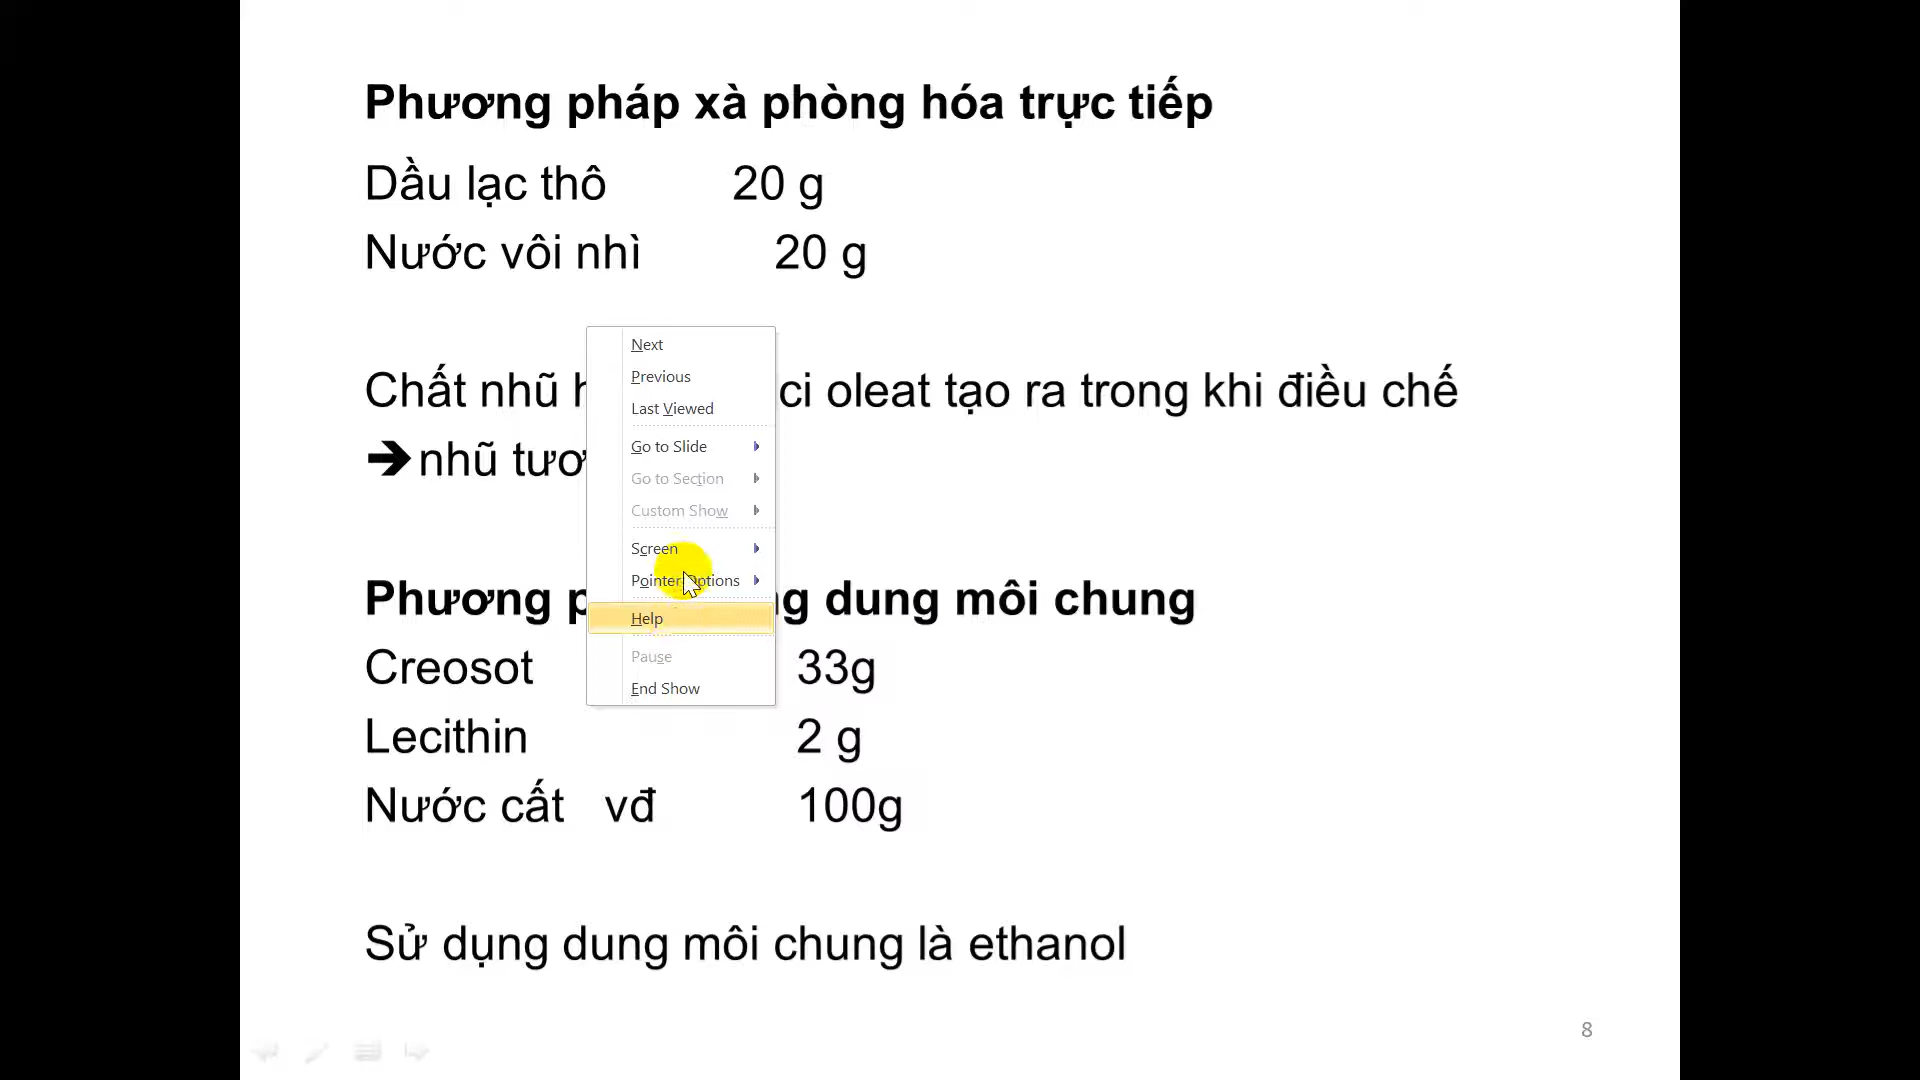 Phương pháp xà phòng hóa trực tiếp
Dầu lạc thô 20 g
Nước vôi nhì 20 g
Next
Previous
Chất nhũ ci oleat tạo ra trong khi điều chế
Last Viewed
Go to Slide
➔nhũ
Go to Section
Custom Show
Screen
Pointer Options
Phương dung môi chung
Help
Pause
Creosot 33g
End Show
Lecithin 2 g
Nước cất vđ 100g
Sử dụng dung môi chung là ethanol
8